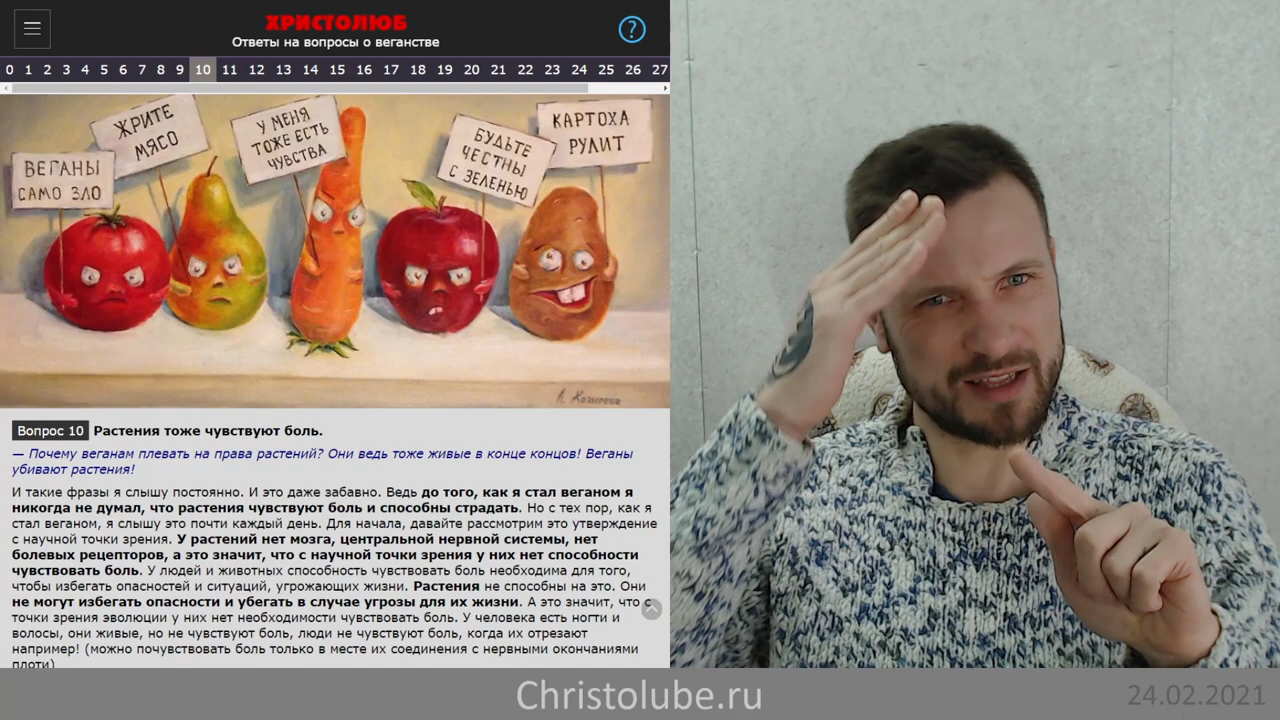 ХРИСТОЛЮБ
Ответы на вопросы о веганстве
?
0 1 2 3 4 5 6 7 8 9 10 11 12 13 14 15 16 17 18 19 20 21 22 23 24 25 26 27
ВЕГАНЫ
САМО ЗЛО
ЖРИТЕ
МЯСО
У МЕНЯ
ТОЖЕ ЕСТЬ
ЧУВСТВА
БУДЬТЕ
ЧЕСТНЫ
С ЗЕЛЕНЬЮ
КАРТОХА
РУЛИТ
Вопрос 10 Растения тоже чувствуют боль.
— Почему веганам плевать на права растений? Они ведь тоже живые в конце концов! Веганы
убивают растения!
И такие фразы я слышу постоянно. И это даже забавно. Ведь до того, как я стал веганом я
никогда не думал, что растения чувствуют боль и способны страдать. Но с тех пор, как я
стал веганом, я слышу это почти каждый день. Для начала, давайте рассмотрим это утверждение
с научной точки зрения. У растений нет мозга, центральной нервной системы, нет
болевых рецепторов, а это значит, что с научной точки зрения у них нет способности
чувствовать боль. У людей и животных способность чувствовать боль необходима для того,
чтобы избегать опасностей и ситуаций, угрожающих жизни. Растения не способны на это. Они
не могут избегать опасности и убегать в случае угрозы для их жизни. А это значит, что с
точки зрения эволюции у них нет необходимости чувствовать боль. У человека есть ногти и
волосы, они живые, но не чувствуют боль, люди не чувствуют боль, когда их отрезают
например! (можно почувствовать боль только в месте их соединения с нервными окончаниями
плоти)
Christolube.ru
24.02.2021